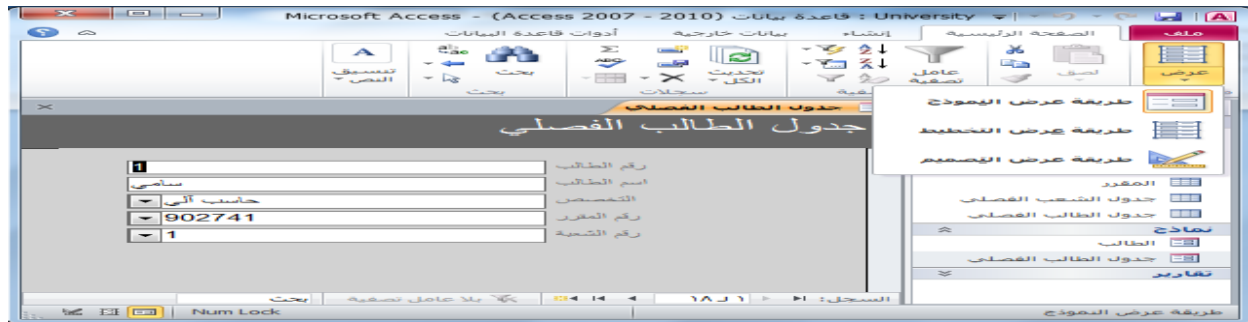 University : قاعدة بيانات (Access 2007 - 2010) - Microsoft Access
ملف الصفحة الرئيسية إنشاء بيانات خارجية أدوات قاعدة البيانات
عرض لصق عامل تصفية تحديث الكل بحث تنسيق النص
سجلات بحث
طريقة عرض النموذج
طريقة عرض التخطيط
طريقة عرض التصميم
جدول الطالب الفصلي
جدول الطالب الفصلي
رقم الطالب 1
اسم الطالب سامي
التخصص حاسب آلي
رقم المقرر 902741
رقم الشعبة 1
المقرر
جدول الشعب الفصلي
جدول الطالب الفصلي
نماذج
الطالب
جدول الطالب الفصلي
تقارير
السجل: ١ لـ ١٨ بلا عامل تصفية بحث
طريقة عرض النموذج Num Lock